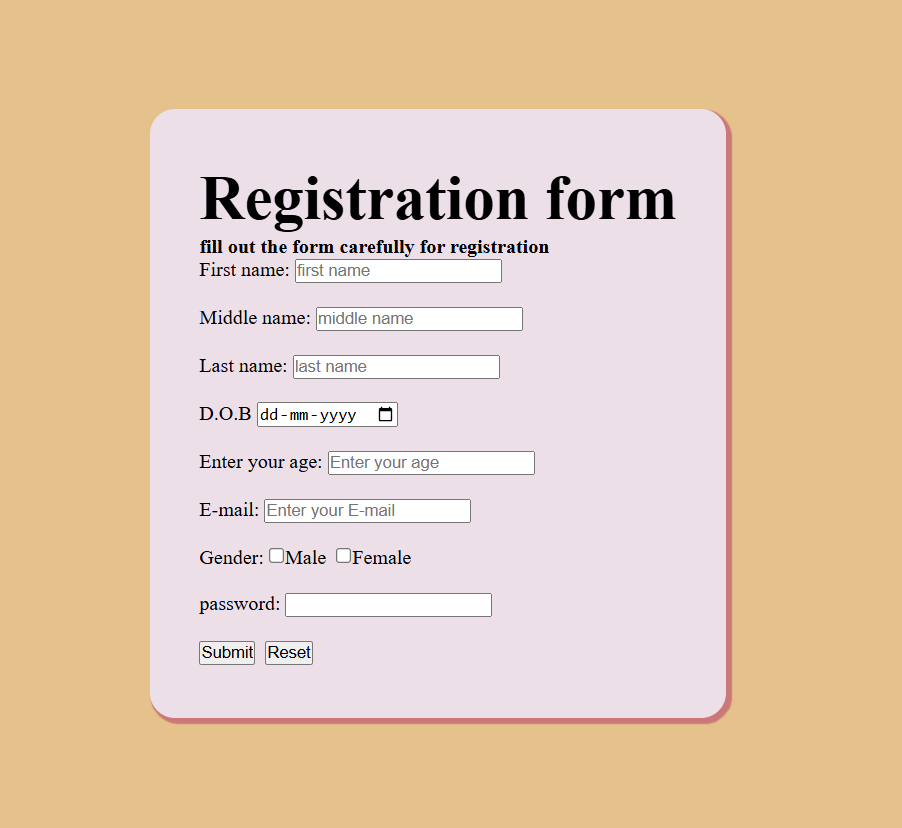 Registration form
fill out the form carefully for registration
First name: first name
Middle name: middle name
Last name: last name
D.O.B dd-mm-yyyy
Enter your age: Enter your age
E-mail: Enter your E-mail
Gender: Male Female
password:
Submit Reset